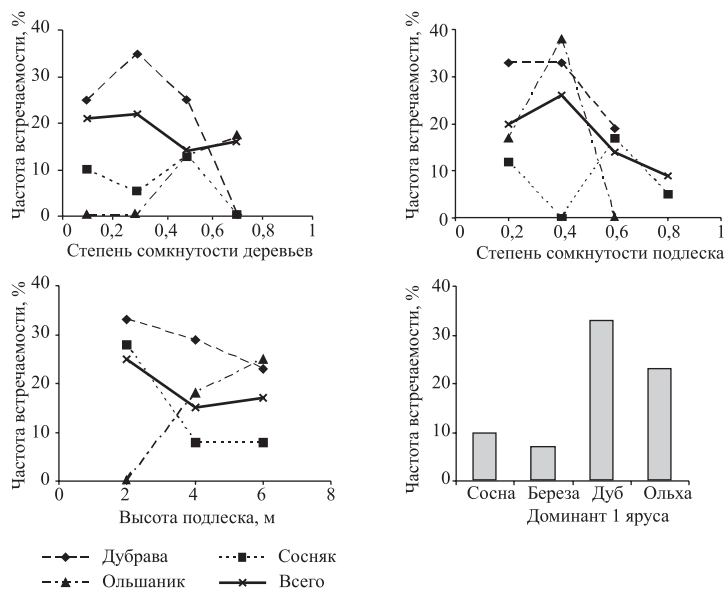 Частота встречаемости, %
40
30
20
10
0
0 0,2 0,4 0,6 0,8 1
Степень сомкнутости деревьев
Частота встречаемости, %
40
30
20
10
0
0 0,2 0,4 0,6 0,8 1
Степень сомкнутости подлеска
Частота встречаемости, %
40
30
20
10
0
0 2 4 6 8
Высота подлеска, м
Частота встречаемости, %
40
30
20
10
0
Сосна Береза Дуб Ольха
Доминант 1 яруса
Дубрава Сосняк
Ольшаник Всего